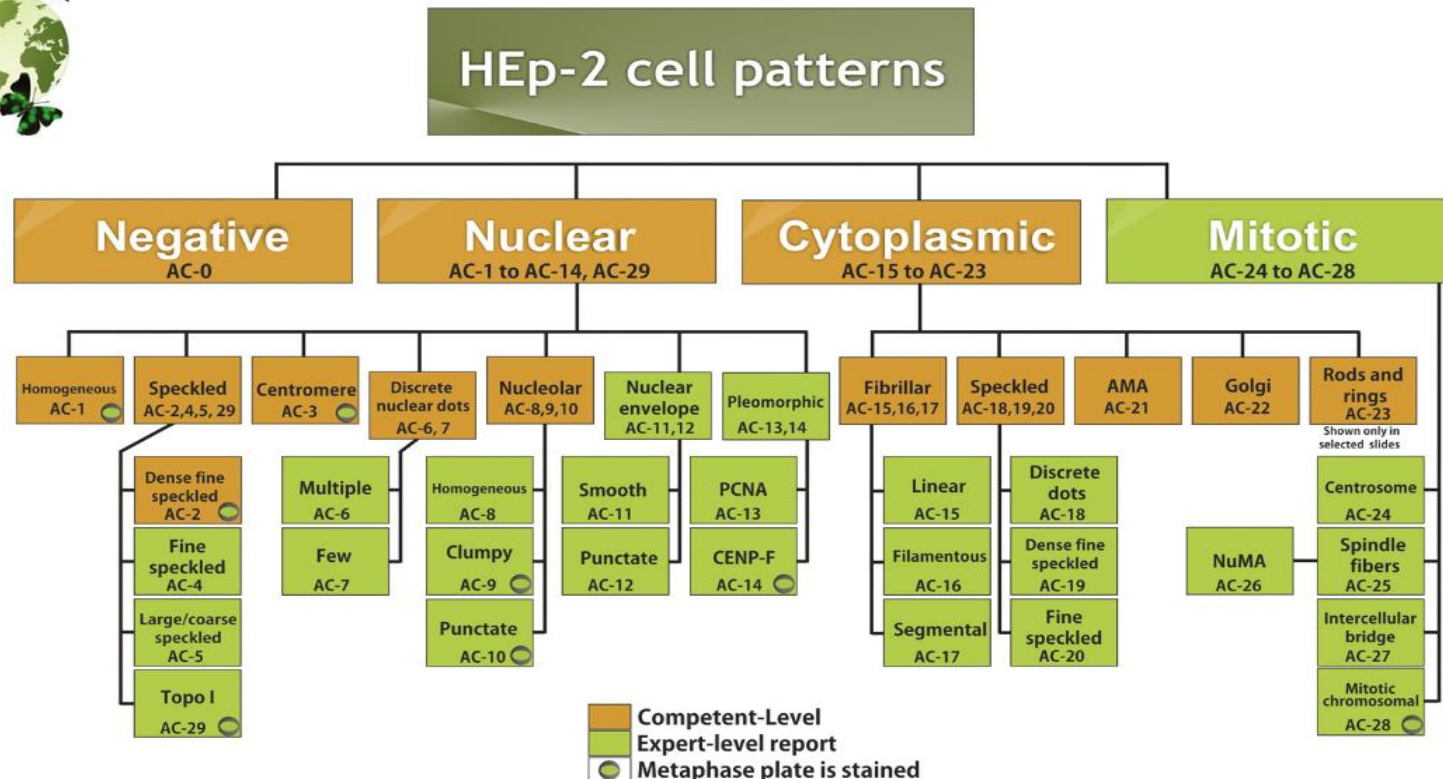 HEp-2 cell patterns
Negative
AC-0
Nuclear
AC-1 to AC-14, AC-29
Cytoplasmic
AC-15 to AC-23
Mitotic
AC-24 to AC-28
Homogeneous
AC-1
Speckled
AC-2,4,5, 29
Centromere
AC-3
Discrete
nuclear dots
AC-6, 7
Nucleolar
AC-8,9,10
Nuclear
envelope
AC-11,12
Pleomorphic
AC-13,14
Fibrillar
AC-15,16,17
Speckled
AC-18,19,20
AMA
AC-21
Golgi
AC-22
Rods and
rings
AC-23
Shown only in
selected slides
Dense fine
speckled
AC-2
Fine
speckled
AC-4
Large/coarse
speckled
AC-5
Topo I
AC-29
Multiple
AC-6
Few
AC-7
Homogeneous
AC-8
Clumpy
AC-9
Punctate
AC-10
Smooth
AC-11
Punctate
AC-12
PCNA
AC-13
CENP-F
AC-14
Linear
AC-15
Filamentous
AC-16
Segmental
AC-17
Discrete
dots
AC-18
Dense fine
speckled
AC-19
Fine
speckled
AC-20
Centrosome
AC-24
NuMA
AC-26
Spindle
fibers
AC-25
Intercellular
bridge
AC-27
Mitotic
chromosomal
AC-28
Competent-Level
Expert-level report
Metaphase plate is stained